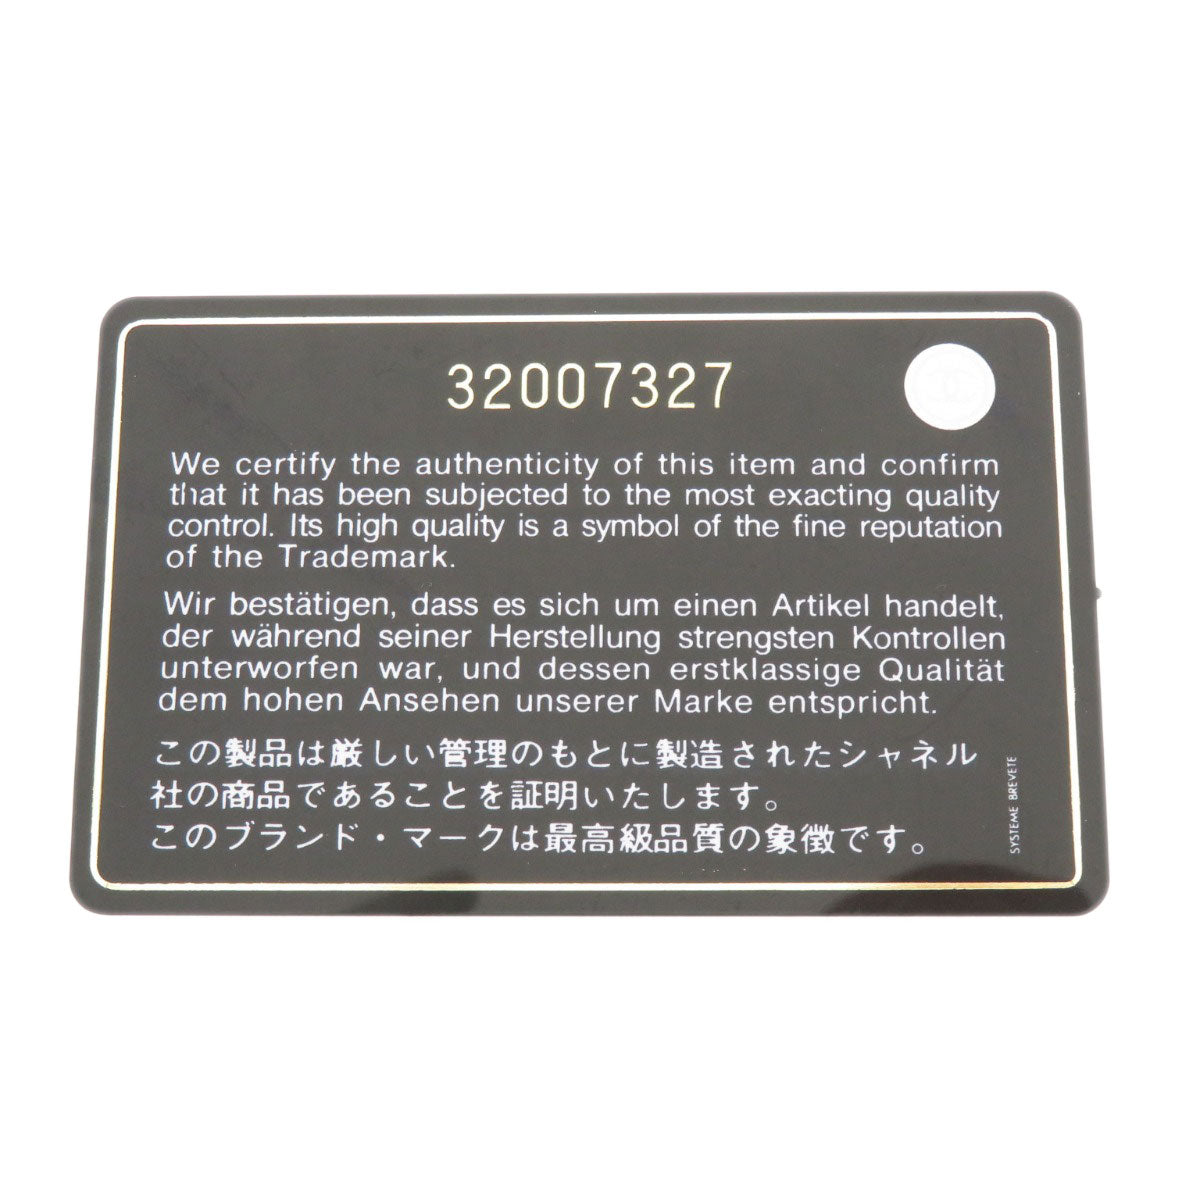 32007327
We certify the authenticity of this item and confirm
that it has been subjected to the most exacting quality
control. Its high quality is a symbol of the fine reputation
of the Trademark.
Wir bestätigen, dass es sich um einen Artikel handelt,
der während seiner Herstellung strengsten Kontrollen
unterworfen war, und dessen erstklassige Qualität
dem hohen Ansehen unserer Marke entspricht.
この製品は厳しい管理のもとに製造されたシャネル
社の商品であることを証明いたします。
このブランド・マークは最高級品質の象徴です。
SYSTEME BREVETE